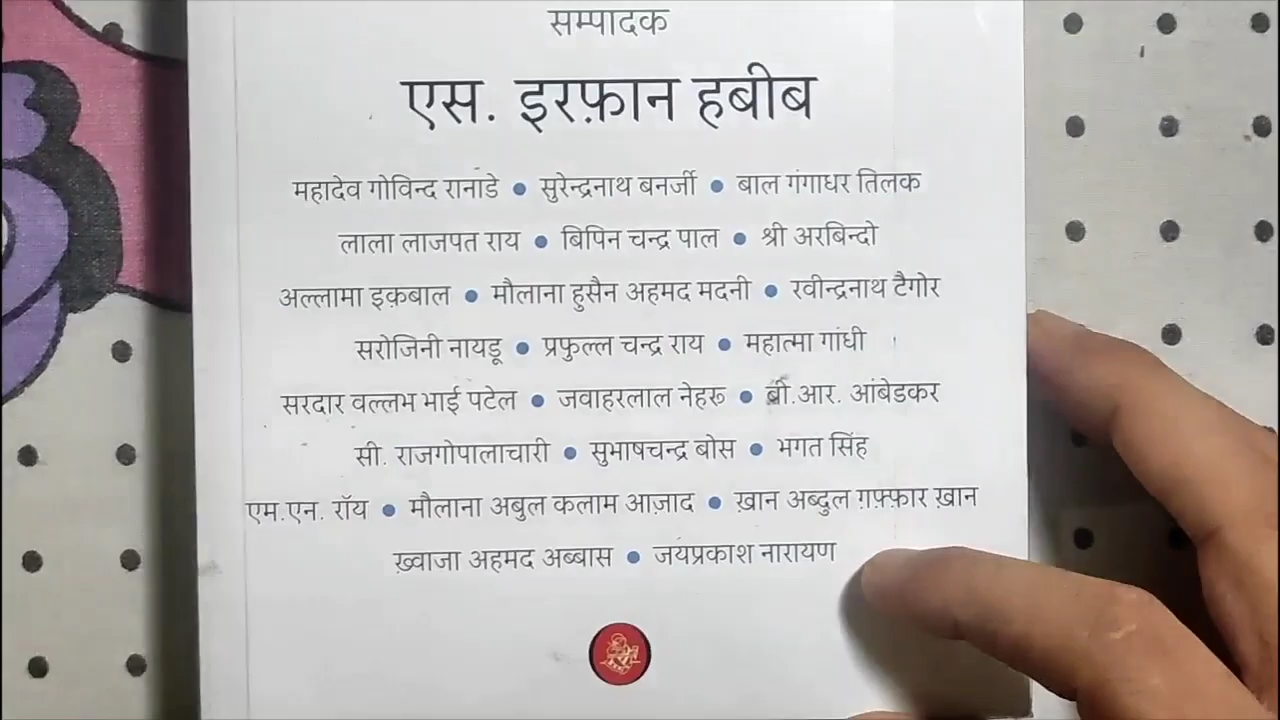 सम्पादक
एस. इरफ़ान हबीब
महादेव गोविन्द रानाडे • सुरेन्द्रनाथ बनर्जी • बाल गंगाधर तिलक
लाला लाजपत राय • बिपिन चन्द्र पाल • श्री अरबिन्दो
अल्लामा इक़बाल • मौलाना हुसैन अहमद मदनी • रवीन्द्रनाथ टैगोर
सरोजिनी नायडू • प्रफुल्ल चन्द्र राय • महात्मा गांधी
सरदार वल्लभ भाई पटेल • जवाहरलाल नेहरू • बी.आर. आंबेडकर
सी. राजगोपालाचारी • सुभाषचन्द्र बोस • भगत सिंह
एम.एन. रॉय • मौलाना अबुल कलाम आज़ाद • ख़ान अब्दुल ग़फ़्फ़ार ख़ान
ख़्वाजा अहमद अब्बास • जयप्रकाश नारायण